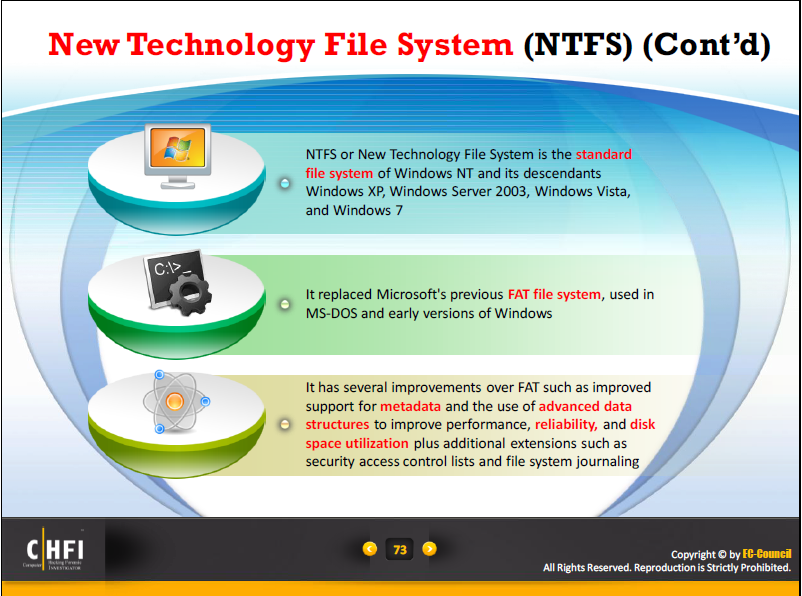 New Technology File System (NTFS) (Cont’d)
NTFS or New Technology File System is the standard
file system of Windows NT and its descendants
Windows XP, Windows Server 2003, Windows Vista,
and Windows 7
C:\>_
It replaced Microsoft's previous FAT file system, used in
MS-DOS and early versions of Windows
It has several improvements over FAT such as improved
support for metadata and the use of advanced data
structures to improve performance, reliability, and disk
space utilization plus additional extensions such as
security access control lists and file system journaling
CHFI
Computer Hacking Forensic
INVESTIGATOR
73
Copyright © by EC-Council
All Rights Reserved. Reproduction is Strictly Prohibited.